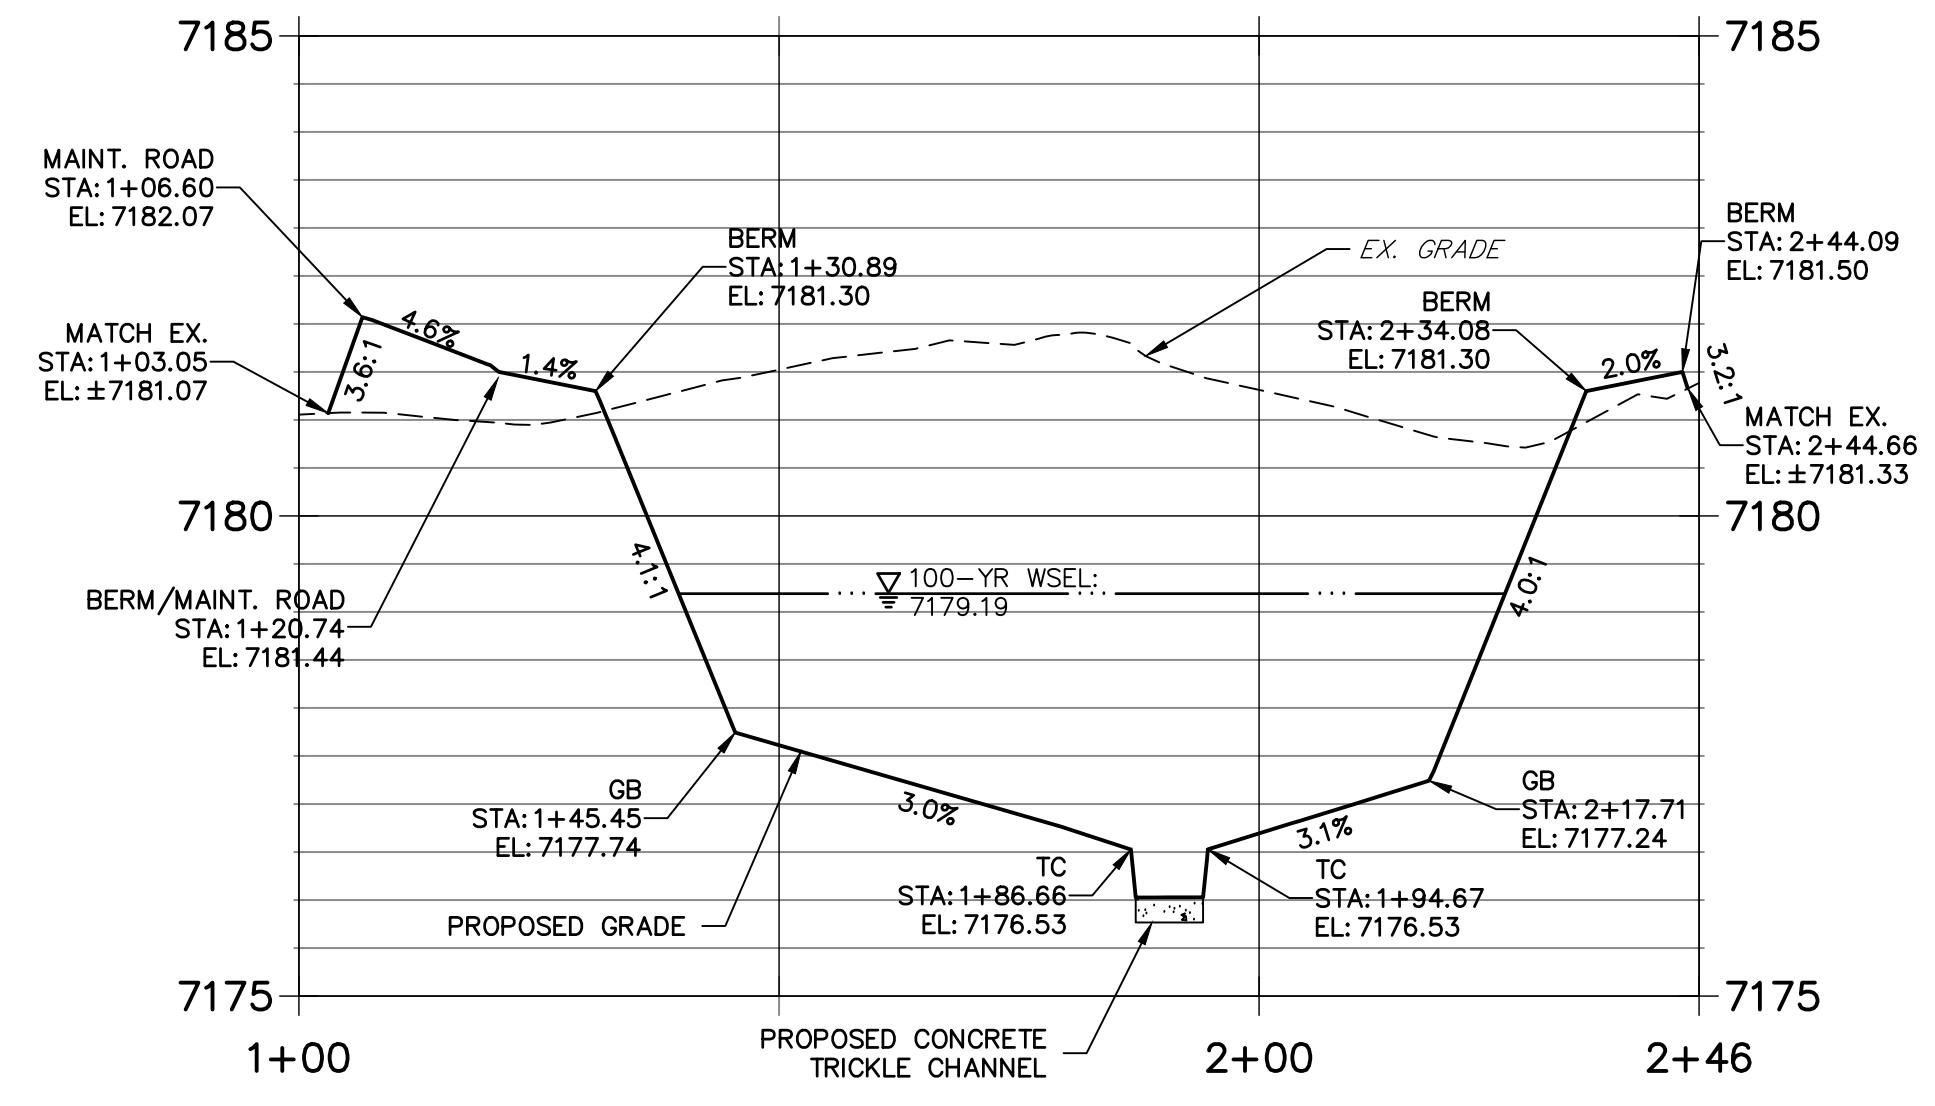 7185
7185
MAINT. ROAD
STA: 1+06.60
EL: 7182.07
BERM
STA: 2+44.09
EL: 7181.50
BERM
STA: 1+30.89
EL: 7181.30
EX. GRADE
BERM
STA: 2+34.08
EL: 7181.30
MATCH EX.
STA: 1+03.05
EL: ±7181.07
3.6:1
4.6%
1.4%
2.0%
3.2:1
MATCH EX.
STA: 2+44.66
EL: ±7181.33
7180
7180
4.1:1
100-YR WSEL:
7179.19
4.0:1
BERM/MAINT. ROAD
STA: 1+20.74
EL: 7181.44
GB
STA: 1+45.45
EL: 7177.74
3.0%
3.1%
GB
STA: 2+17.71
EL: 7177.24
TC
STA: 1+86.66
EL: 7176.53
TC
STA: 1+94.67
EL: 7176.53
PROPOSED GRADE
7175
7175
PROPOSED CONCRETE
TRICKLE CHANNEL
1+00
2+00
2+46